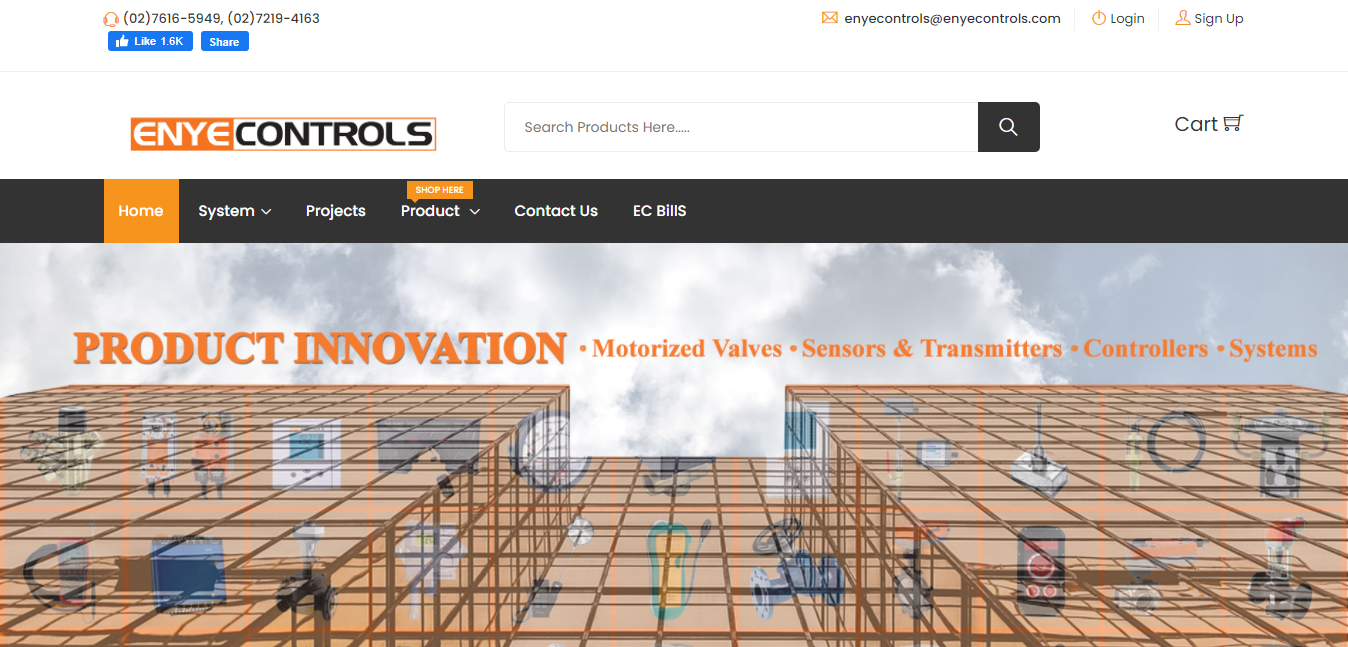 (02)7616-5949, (02)7219-4163
enyecontrols@enyecontrols.com
Login
Sign Up
Like 1.6K
Share
ENYECONTROLS
Search Products Here.....
Cart
SHOP HERE
Home
System
Projects
Product
Contact Us
EC BillS
PRODUCT INNOVATION • Motorized Valves • Sensors & Transmitters • Controllers • Systems